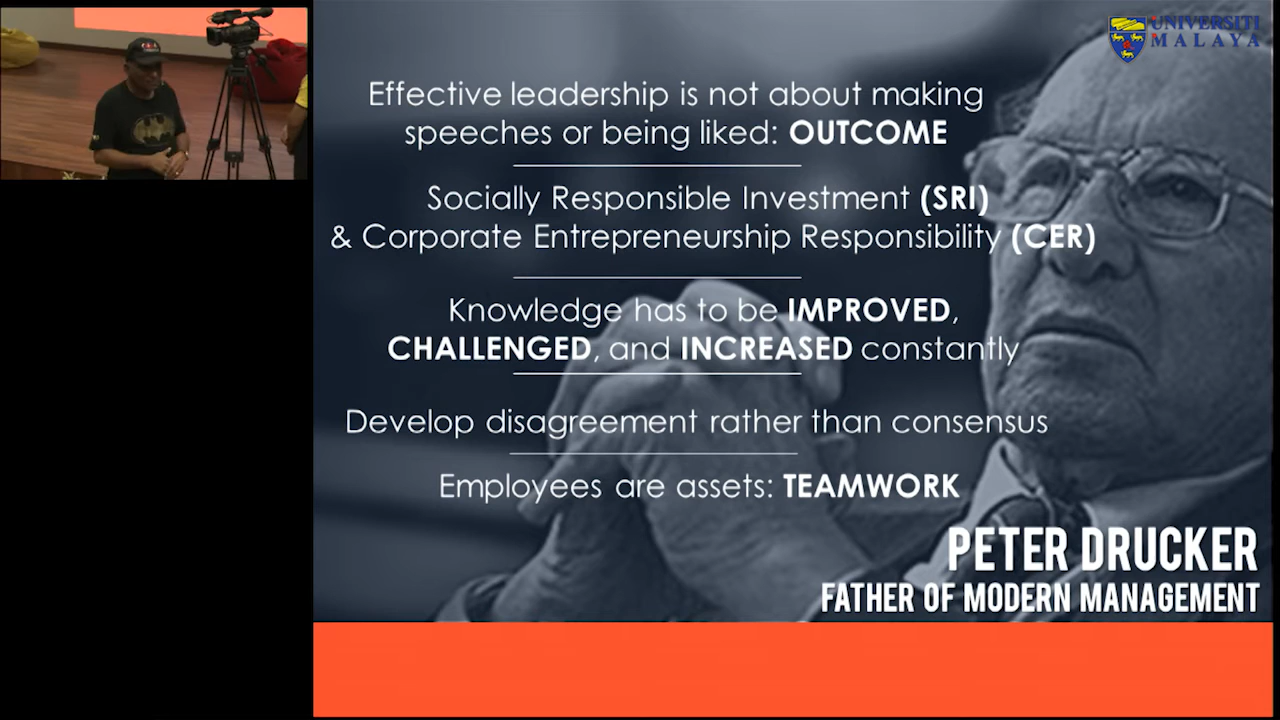 UNIVERSITI
MALAYA
Effective leadership is not about making
speeches or being liked: OUTCOME
Socially Responsible Investment (SRI)
& Corporate Entrepreneurship Responsibility (CER)
Knowledge has to be IMPROVED,
CHALLENGED, and INCREASED constantly
Develop disagreement rather than consensus
Employees are assets: TEAMWORK
PETER DRUCKER
FATHER OF MODERN MANAGEMENT